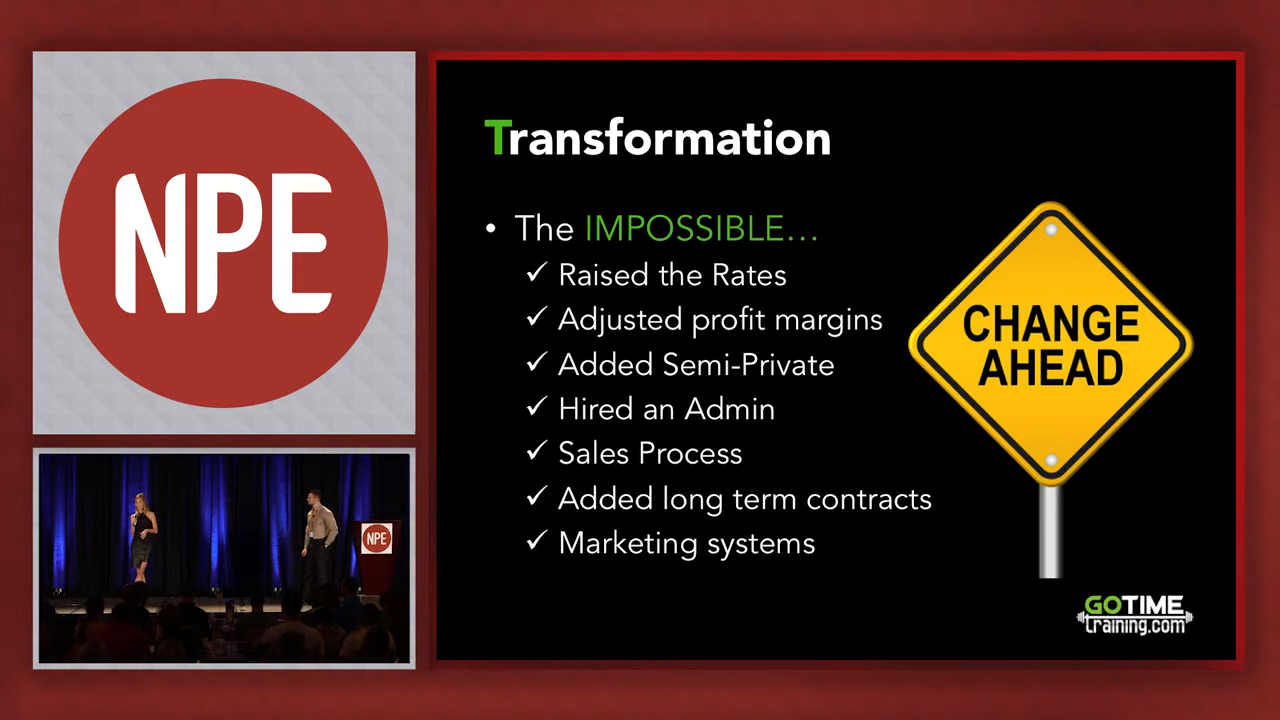 NPE
Transformation
• The IMPOSSIBLE...
✓ Raised the Rates
✓ Adjusted profit margins
✓ Added Semi-Private
✓ Hired an Admin
✓ Sales Process
✓ Added long term contracts
✓ Marketing systems
CHANGE
AHEAD
GOTIME
training.com
NPE